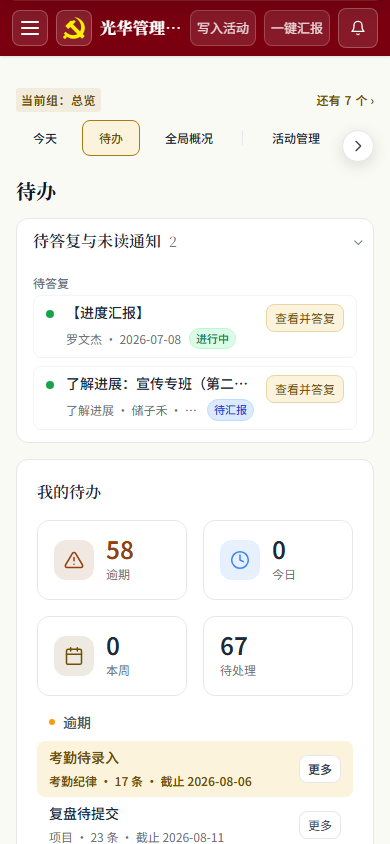 光华管理…
写入活动
一键汇报
当前组：总览
还有 7 个 ›
今天
待办
全局概况
活动管理
待办
待答复与未读通知 2
待答复
【进度汇报】
查看并答复
罗文杰 · 2026-07-08
进行中
了解进展：宣传专班（第二…
查看并答复
了解进展 · 储子禾 · …
待汇报
我的待办
58
逾期
0
今日
0
本周
67
待处理
逾期
考勤待录入
考勤纪律 · 17 条 · 截止 2026-08-06
更多
复盘待提交
项目 · 23 条 · 截止 2026-08-11
更多